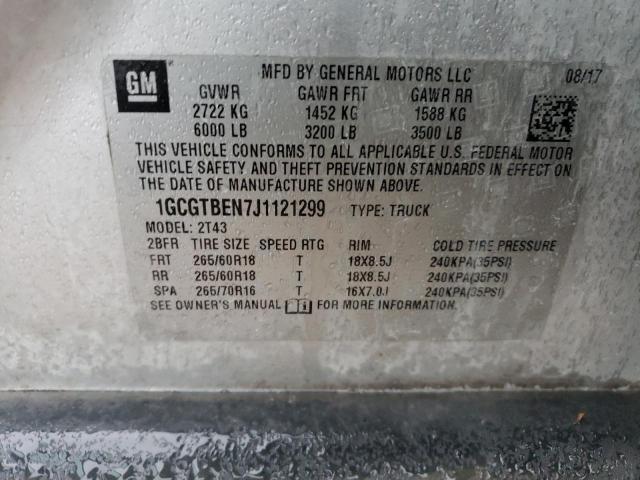 GM
MFD BY GENERAL MOTORS LLC 08/17
GVWR GAWR FRT GAWR RR
2722 KG 1452 KG 1588 KG
6000 LB 3200 LB 3500 LB
THIS VEHICLE CONFORMS TO ALL APPLICABLE U.S. FEDERAL MOTOR
VEHICLE SAFETY AND THEFT PREVENTION STANDARDS IN EFFECT ON
THE DATE OF MANUFACTURE SHOWN ABOVE.
1GCGTBEN7J1121299 TYPE: TRUCK
MODEL: 2T43
2BFR TIRE SIZE SPEED RTG RIM COLD TIRE PRESSURE
FRT 265/60R18 T 18X8.5J 240KPA(35PSI)
RR 265/60R18 T 18X8.5J 240KPA(35PSI)
SPA 265/70R16 T 16X7.0J 240KPA(35PSI)
SEE OWNER'S MANUAL FOR MORE INFORMATION.